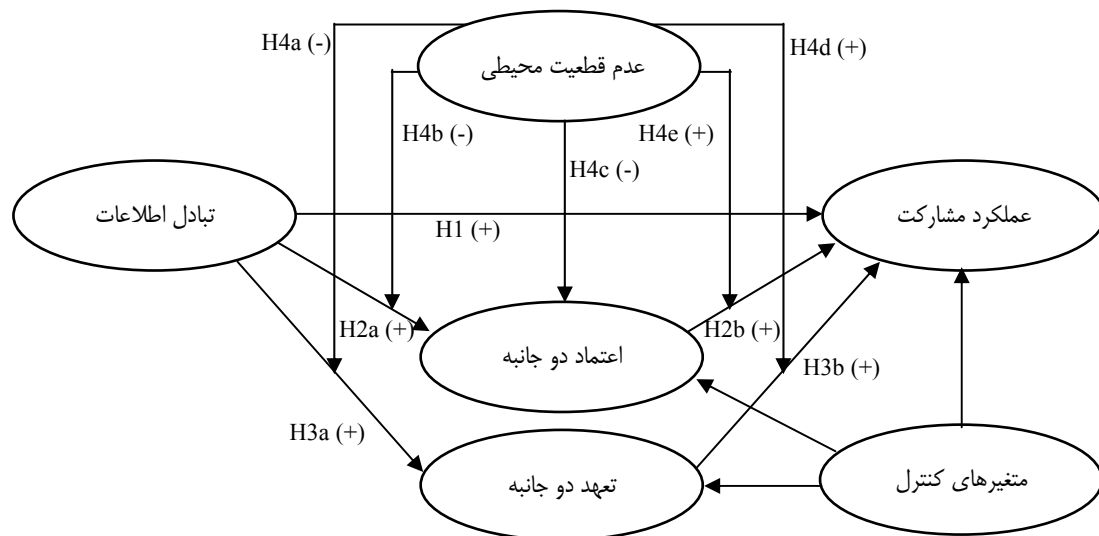 H4a (-)
H4d (+)
عدم قطعیت محیطی
H4b (-)
H4e (+)
H4c (-)
تبادل اطلاعات
عملکرد مشارکت
H1 (+)
H2a (+)
H2b (+)
اعتماد دو جانبه
H3b (+)
H3a (+)
تعهد دو جانبه
متغیرهای کنترل